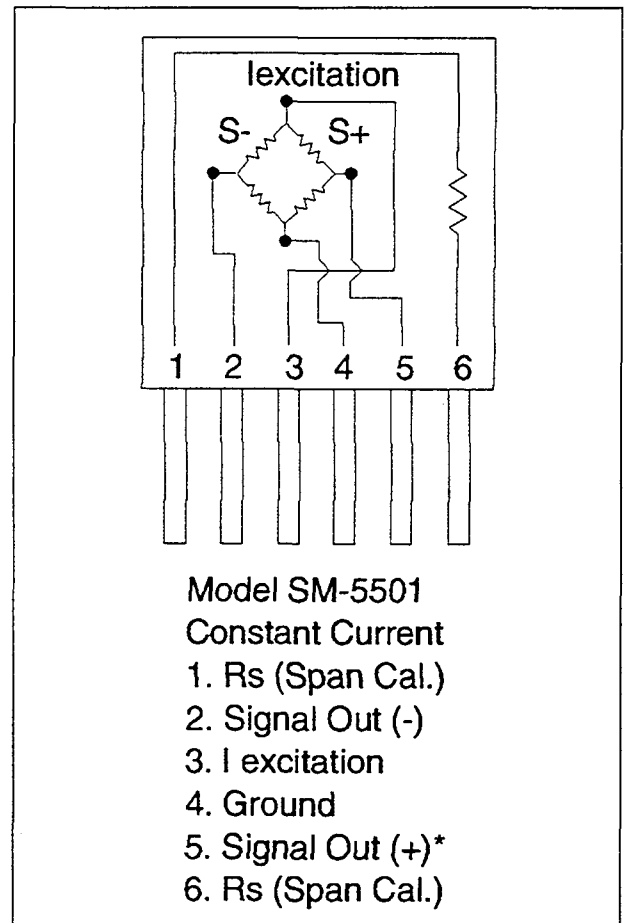 Iexcitation
S- S+
1 2 3 4 5 6
Model SM-5501
Constant Current
1. Rs (Span Cal.)
2. Signal Out (-)
3. I excitation
4. Ground
5. Signal Out (+)*
6. Rs (Span Cal.)